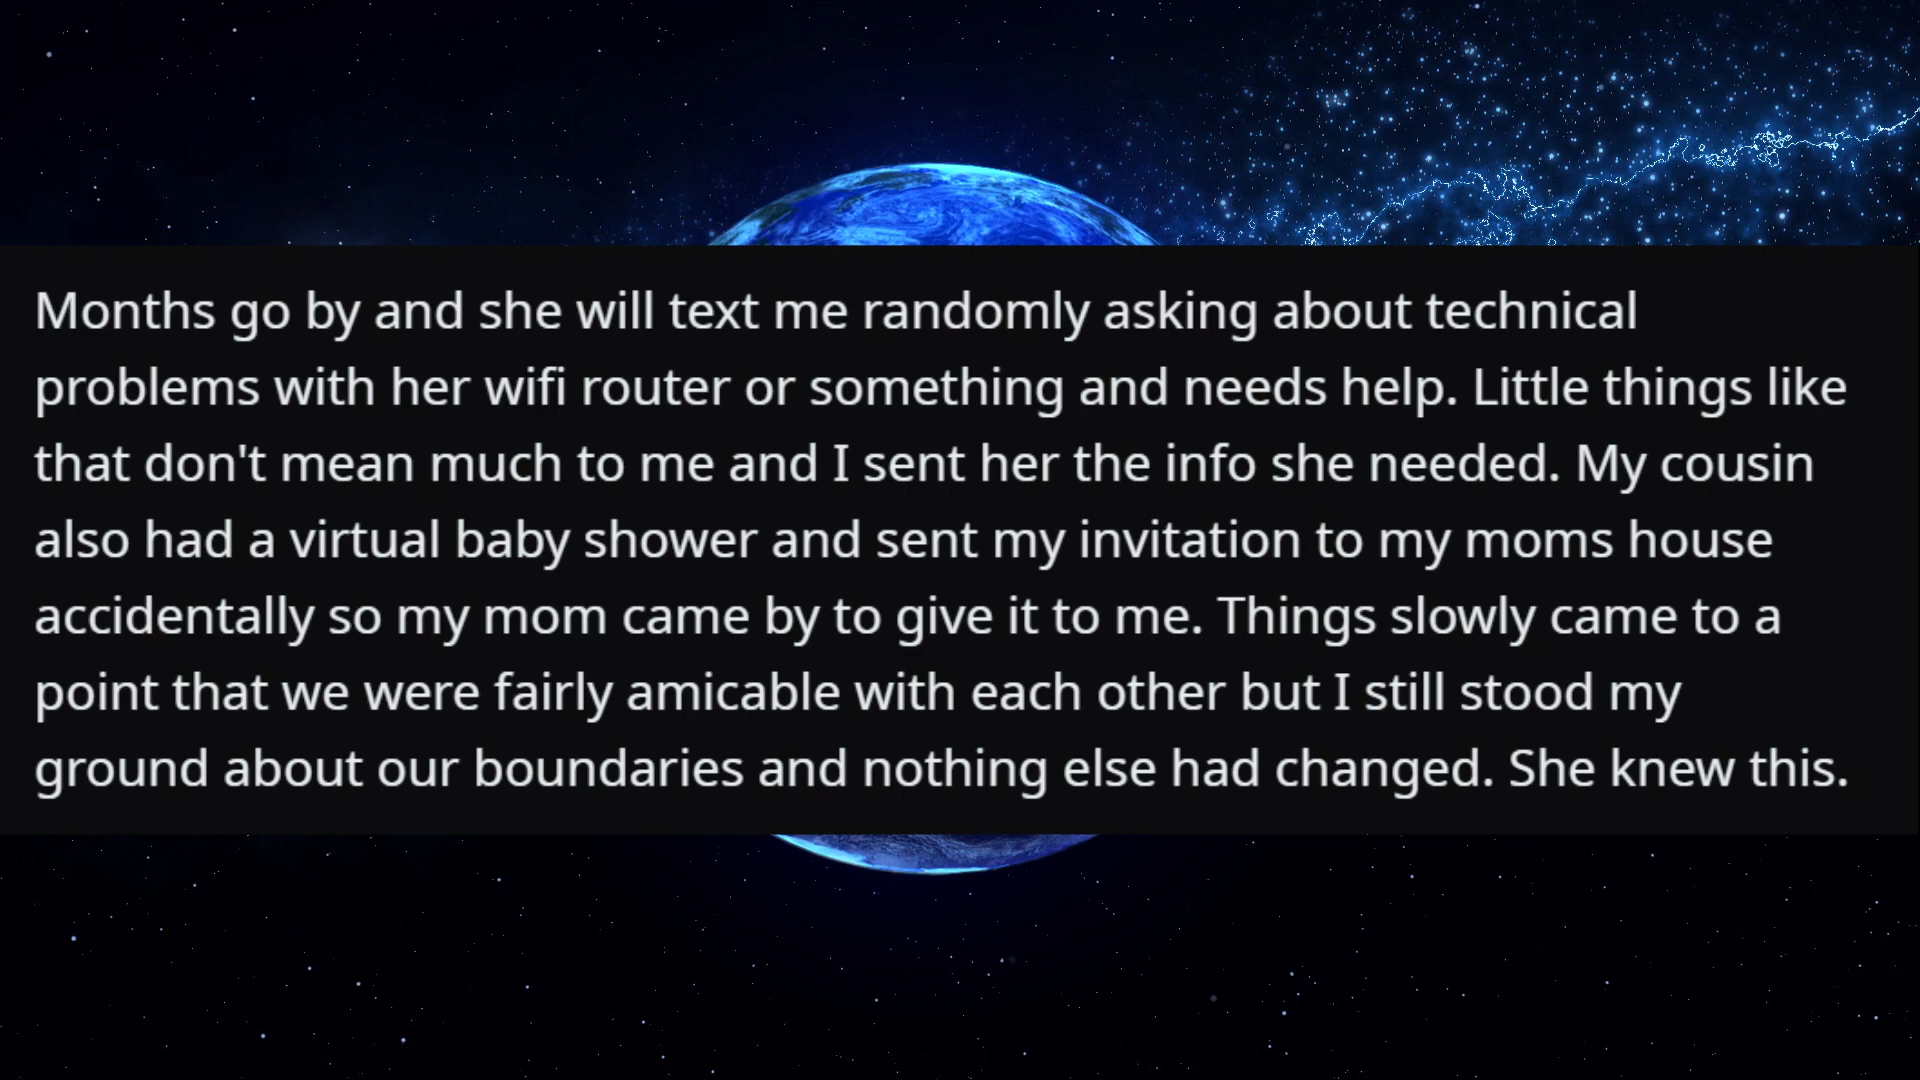 Months go by and she will text me randomly asking about technical
problems with her wifi router or something and needs help. Little things like
that don't mean much to me and I sent her the info she needed. My cousin
also had a virtual baby shower and sent my invitation to my moms house
accidentally so my mom came by to give it to me. Things slowly came to a
point that we were fairly amicable with each other but I still stood my
ground about our boundaries and nothing else had changed. She knew this.